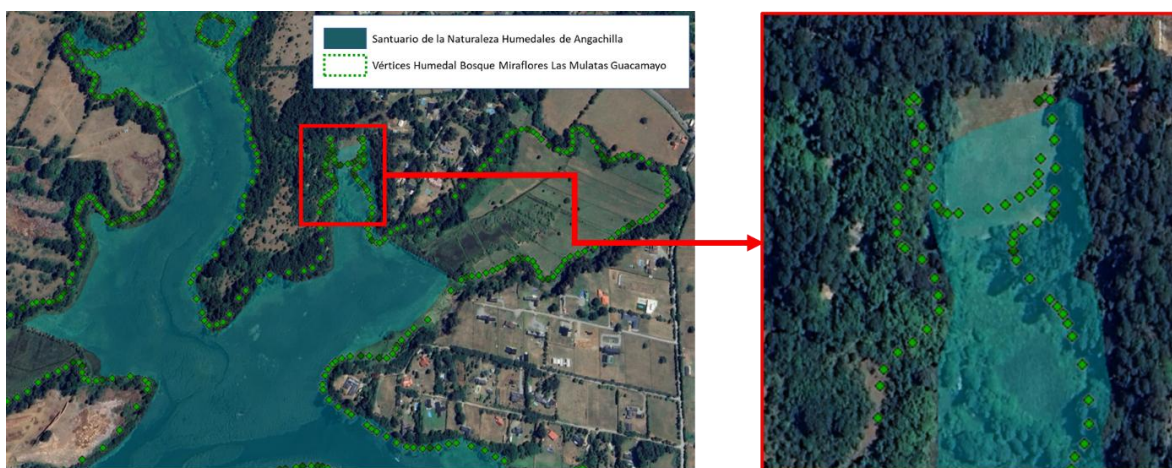 Santuario de la Naturaleza Humedales de Angachilla
Vértices Humedal Bosque Miraflores Las Mulatas Guacamayo